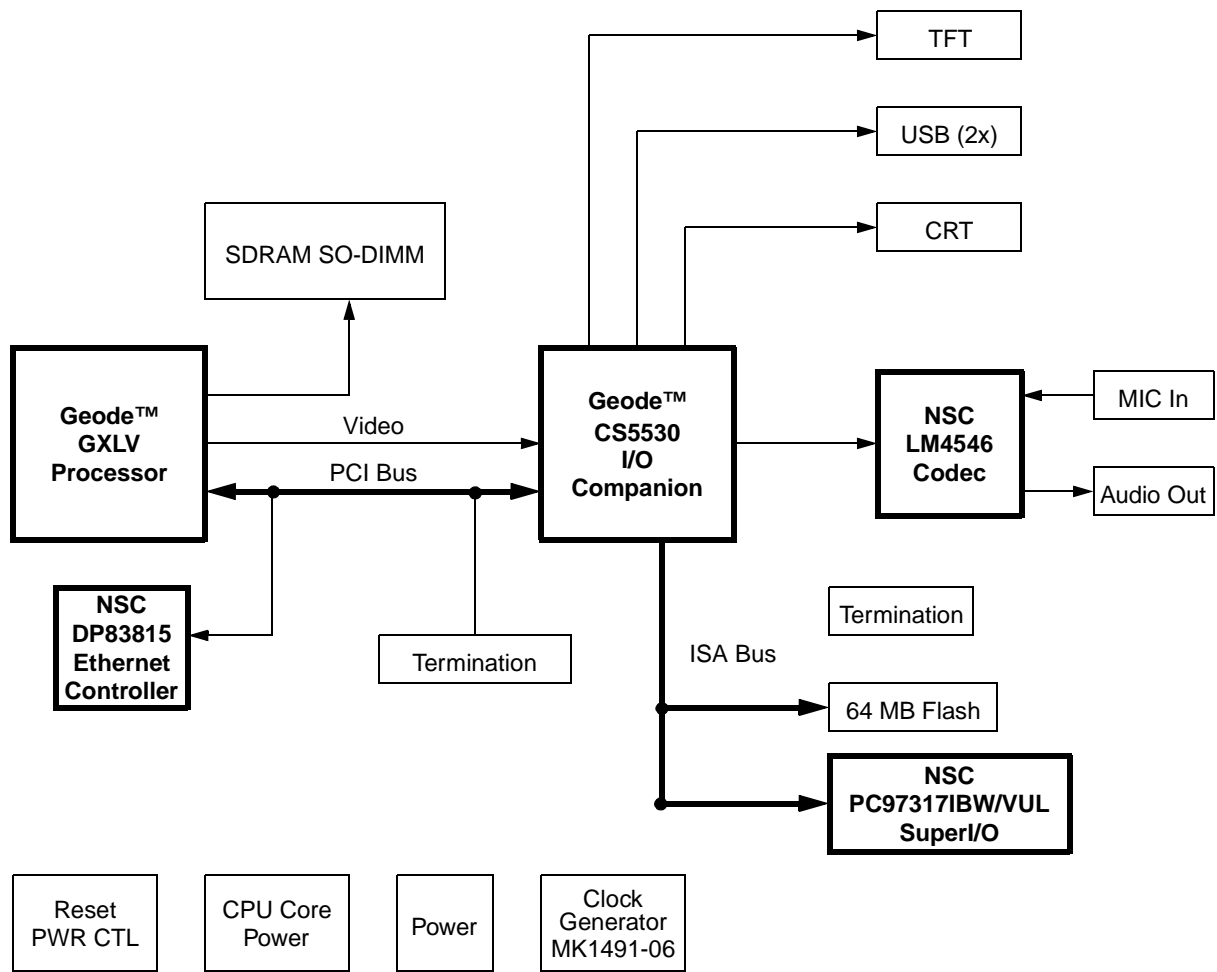 TFT
USB (2x)
CRT
SDRAM SO-DIMM
Geode™
GXLV
Processor
Video
PCI Bus
Geode™
CS5530
I/O
Companion
NSC
LM4546
Codec
MIC In
Audio Out
NSC
DP83815
Ethernet
Controller
Termination
Termination
ISA Bus
64 MB Flash
NSC
PC97317IBW/VUL
SuperI/O
Reset
PWR CTL
CPU Core
Power
Power
Clock
Generator
MK1491-06